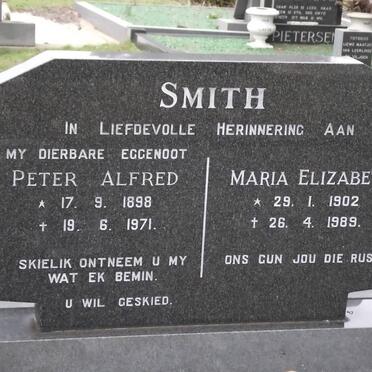 SMITH
IN LIEFDEVOLLE HERINNERING AAN
MY DIERBARE EGGENOOT
PETER ALFRED
* 17. 9. 1898
† 19. 6. 1971.
SKIELIK ONTNEEM U MY
WAT EK BEMIN.
U WIL GESKIED.
MARIA ELIZABE
* 29. 1. 1902
† 26. 4. 1989.
ONS GUN JOU DIE RUS
PIETERSEN